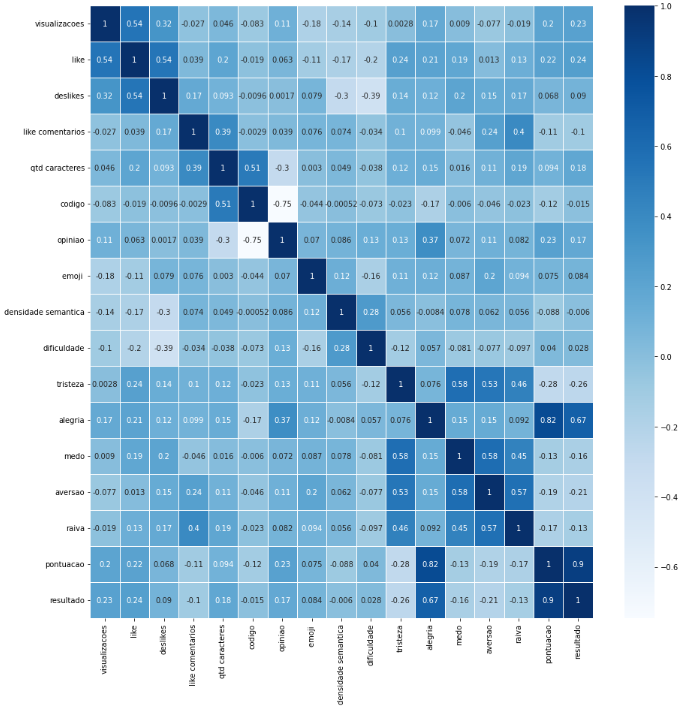 visualizacoes 1 0.54 0.32 -0.027 0.046 -0.083 0.11 -0.18 -0.14 -0.1 0.0028 0.17 0.009 -0.077 -0.019 0.2 0.23
like 0.54 1 0.54 0.039 0.2 -0.019 0.063 -0.11 -0.17 -0.2 0.24 0.21 0.19 0.013 0.13 0.22 0.24
deslikes 0.32 0.54 1 0.17 0.093 -0.0096 0.0017 0.079 -0.3 -0.39 0.14 0.12 0.2 0.15 0.17 0.068 0.09
like comentarios -0.027 0.039 0.17 1 0.39 -0.0029 0.039 0.076 0.074 -0.034 0.1 0.099 -0.046 0.24 0.4 -0.11 -0.1
qtd caracteres 0.046 0.2 0.093 0.39 1 0.51 -0.3 0.003 0.049 -0.038 0.12 0.15 0.016 0.11 0.19 0.094 0.18
codigo -0.083 -0.019 -0.0096 -0.0029 0.51 1 -0.75 -0.044 -0.00052 -0.073 -0.023 -0.17 -0.006 -0.046 -0.023 -0.12 -0.015
opiniao 0.11 0.063 0.0017 0.039 -0.3 -0.75 1 0.07 0.086 0.13 0.13 0.37 0.072 0.11 0.082 0.23 0.17
emoji -0.18 -0.11 0.079 0.076 0.003 -0.044 0.07 1 0.12 -0.16 0.11 0.12 0.087 0.2 0.094 0.075 0.084
densidade semantica -0.14 -0.17 -0.3 0.074 0.049 -0.00052 0.086 0.12 1 0.28 0.056 -0.0084 0.078 0.062 0.056 -0.088 -0.006
dificuldade -0.1 -0.2 -0.39 -0.034 -0.038 -0.073 0.13 -0.16 0.28 1 -0.12 0.057 -0.081 -0.077 -0.097 0.04 0.028
tristeza 0.0028 0.24 0.14 0.1 0.12 -0.023 0.13 0.11 0.056 -0.12 1 0.076 0.58 0.53 0.46 -0.28 -0.26
alegria 0.17 0.21 0.12 0.099 0.15 -0.17 0.37 0.12 -0.0084 0.057 0.076 1 0.15 0.15 0.092 0.82 0.67
medo 0.009 0.19 0.2 -0.046 0.016 -0.006 0.072 0.087 0.078 -0.081 0.58 0.15 1 0.58 0.45 -0.13 -0.16
aversao -0.077 0.013 0.15 0.24 0.11 -0.046 0.11 0.2 0.062 -0.077 0.53 0.15 0.58 1 0.57 -0.19 -0.21
raiva -0.019 0.13 0.17 0.4 0.19 -0.023 0.082 0.094 0.056 -0.097 0.46 0.092 0.45 0.57 1 -0.17 -0.13
pontuacao 0.2 0.22 0.068 -0.11 0.094 -0.12 0.23 0.075 -0.088 0.04 -0.28 0.82 -0.13 -0.19 -0.17 1 0.9
resultado 0.23 0.24 0.09 -0.1 0.18 -0.015 0.17 0.084 -0.006 0.028 -0.26 0.67 -0.16 -0.21 -0.13 0.9 1
visualizacoes
like
deslikes
like comentarios
qtd caracteres
codigo
opiniao
emoji
densidade semantica
dificuldade
tristeza
alegria
medo
aversao
raiva
pontuacao
resultado
1.0
0.8
0.6
0.4
0.2
0.0
-0.2
-0.4
-0.6